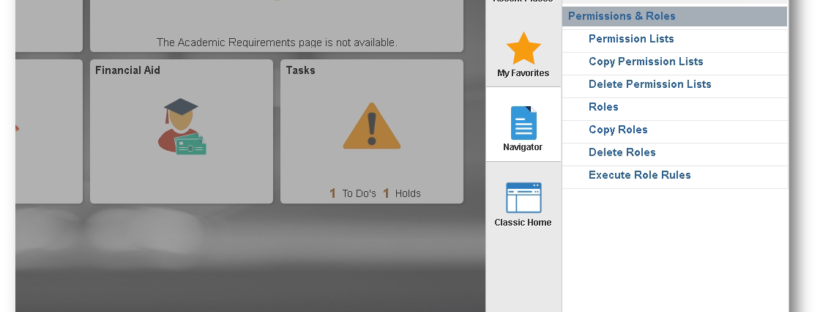 Recent Places
Permissions & Roles
Permission Lists
The Academic Requirements page is not available.
Copy Permission Lists
Financial Aid
Tasks
My Favorites
Delete Permission Lists
Roles
Copy Roles
Navigator
Delete Roles
Execute Role Rules
1 To Do's 1 Holds
Classic Home